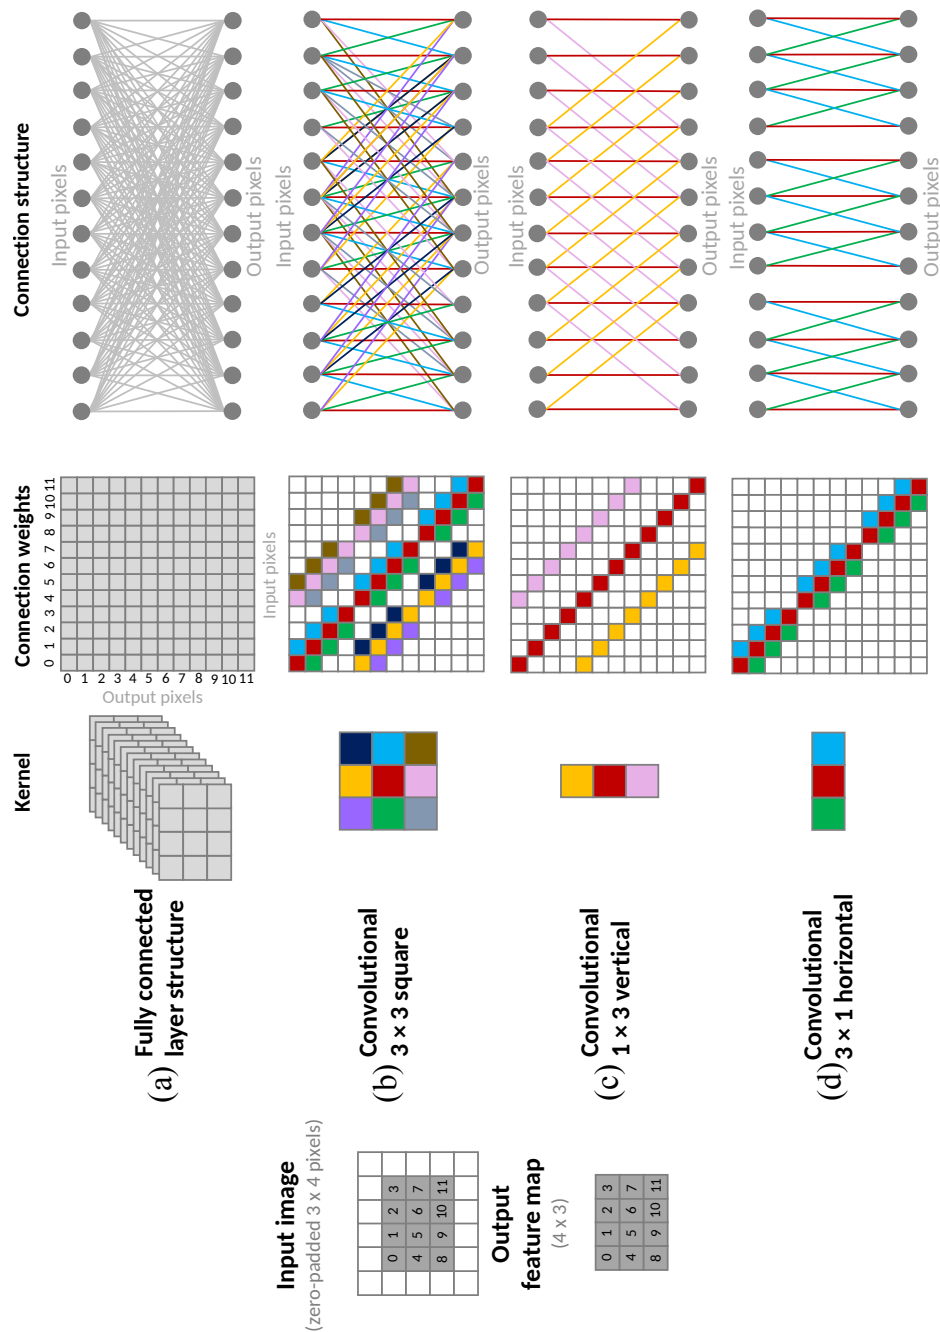 Input image
(zero-padded 3 x 4 pixels)
0 1 2 3
4 5 6 7
8 9 10 11
Output
feature map
(4 x 3)
0 1 2 3
4 5 6 7
8 9 10 11
Kernel
Connection weights
Connection structure
(a)
Fully connected
layer structure
0 1 2 3 4 5 6 7 8 9 10 11
0 1 2 3 4 5 6 7 8 9 10 11
Output pixels
Input pixels
Input pixels
Output pixels
(b)
Convolutional
3 × 3 square
Input pixels
Output pixels
(c)
Convolutional
1 × 3 vertical
Input pixels
Output pixels
(d)
Convolutional
3 × 1 horizontal
Input pixels
Output pixels